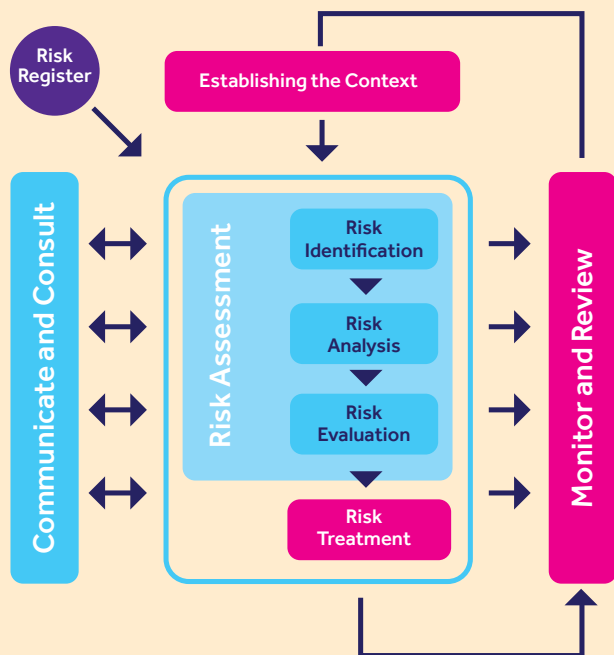 Risk
Register
Establishing the Context
Communicate and Consult
Risk Assessment
Risk
Identification
Risk
Analysis
Risk
Evaluation
Risk
Treatment
Monitor and Review